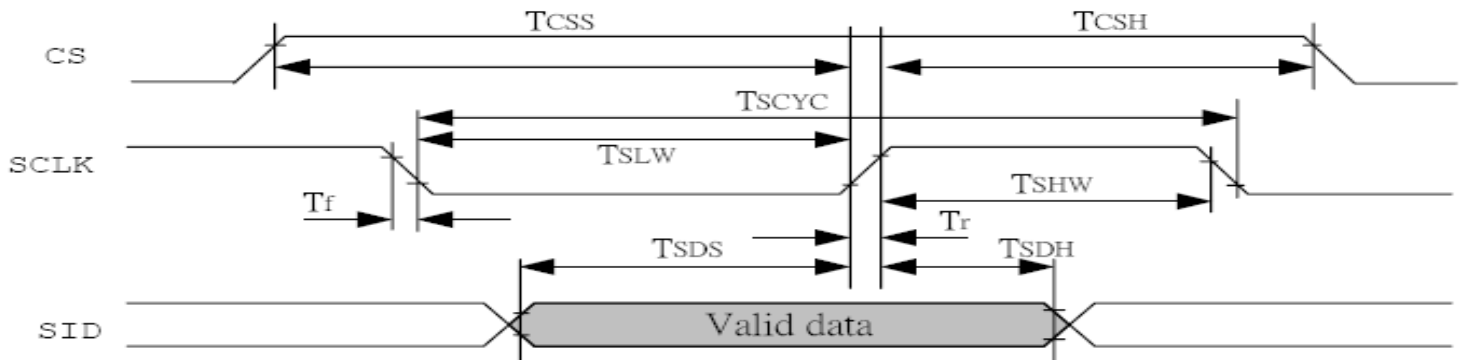 TCSS
TCSH
CS
TSCYC
SCLK
TSLW
TSHW
Tf
Tr
TSDS
TSDH
SID
Valid data